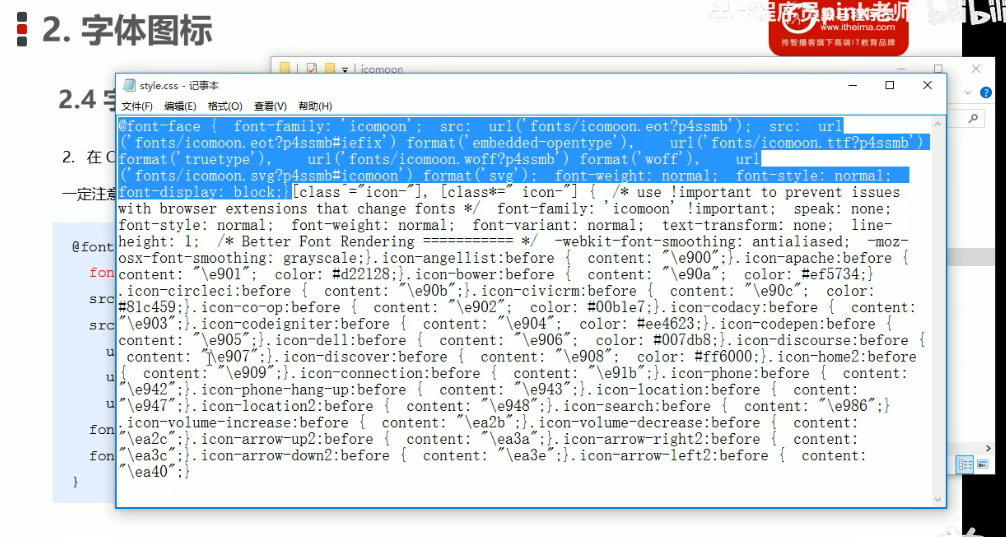 2. 字体图标
黑马程序员pink老师
www.itheima.com
传智播客旗下高端IT教育品牌
icomoon
2.4 字
style.css - 记事本
文件(F) 编辑(E) 格式(O) 查看(V) 帮助(H)
@font-face {  font-family: 'icomoon';  src:  url('fonts/icomoon.eot?p4ssmb');  src:  url
('fonts/icomoon.eot?p4ssmb#iefix') format('embedded-opentype'),    url('fonts/icomoon.ttf?p4ssmb')
format('truetype'),    url('fonts/icomoon.woff?p4ssmb') format('woff'),    url
('fonts/icomoon.svg?p4ssmb#icomoon') format('svg');  font-weight: normal;  font-style: normal;
font-display: block;}[class^="icon-"], [class*=" icon-"] {  /* use !important to prevent issues
with browser extensions that change fonts */  font-family: 'icomoon' !important;  speak: none;
font-style: normal;  font-weight: normal;  font-variant: normal;  text-transform: none;  line-
height: 1;  /* Better Font Rendering =========== */  -webkit-font-smoothing: antialiased;  -moz-
osx-font-smoothing: grayscale;}.icon-angellist:before {  content: "\e900";}.icon-apache:before {
content: "\e901";  color: #d22128;}.icon-bower:before {  content: "\e90a";  color: #ef5734;}
.icon-circleci:before {  content: "\e90b";}.icon-civicrm:before {  content: "\e90c";  color:
#81c459;}.icon-co-op:before {  content: "\e902";  color: #00b1e7;}.icon-codacy:before {  content:
"\e903";}.icon-codeigniter:before {  content: "\e904";  color: #ee4623;}.icon-codepen:before {
content: "\e905";}.icon-dell:before {  content: "\e906";  color: #007db8;}.icon-discourse:before {
content: "\e907";}.icon-discover:before {  content: "\e908";  color: #ff6000;}.icon-home2:before
{  content: "\e909";}.icon-connection:before {  content: "\e91b";}.icon-phone:before {  content:
"\e942";}.icon-phone-hang-up:before {  content: "\e943";}.icon-location:before {  content:
"\e947";}.icon-location2:before {  content: "\e948";}.icon-search:before {  content: "\e986";}
.icon-volume-increase:before {  content: "\ea2b";}.icon-volume-decrease:before {  content:
"\ea2c";}.icon-arrow-up2:before {  content: "\ea3a";}.icon-arrow-right2:before {  content:
"\ea3c";}.icon-arrow-down2:before {  content: "\ea3e";}.icon-arrow-left2:before {  content:
"\ea40";}
2. 在
一定注意
@font
fon
src
src
u
u
u
fon
fon
}